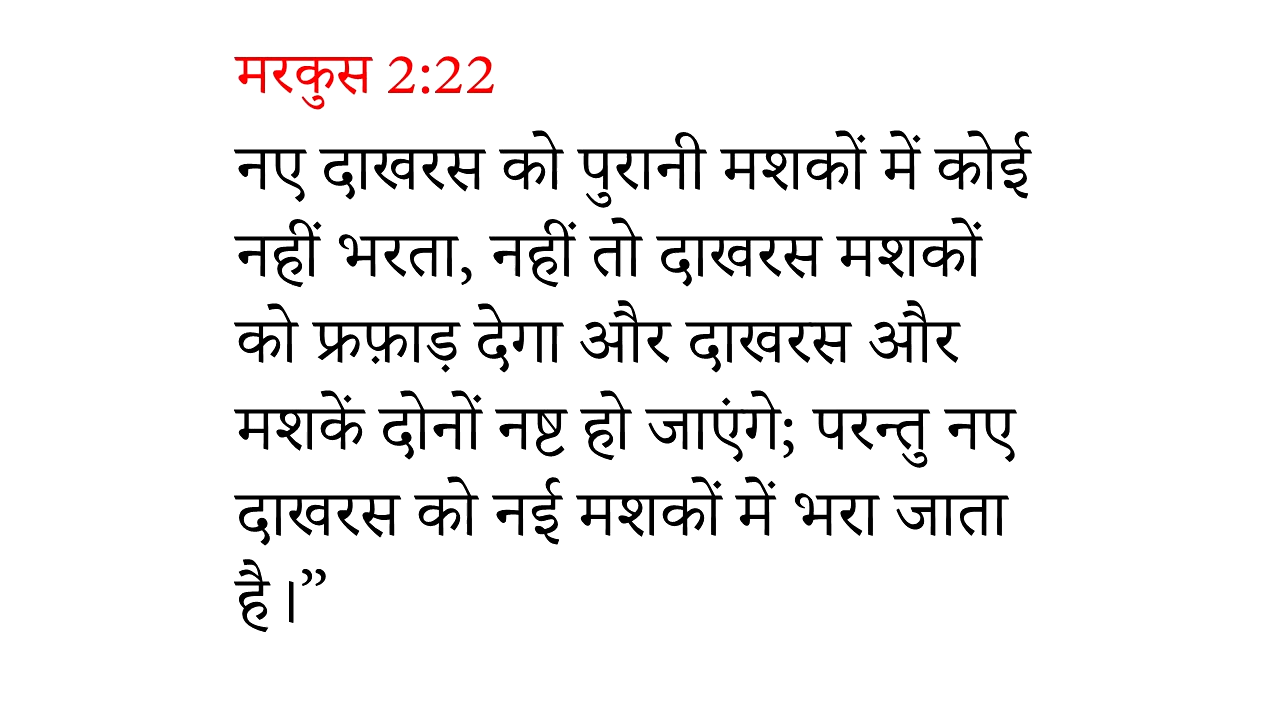 मरकुस 2:22
नए दाखरस को पुरानी मशकों में कोई
नहीं भरता, नहीं तो दाखरस मशकों
को फ्रफ़ाड़ देगा और दाखरस और
मशकें दोनों नष्ट हो जाएंगे; परन्तु नए
दाखरस को नई मशकों में भरा जाता
है।”